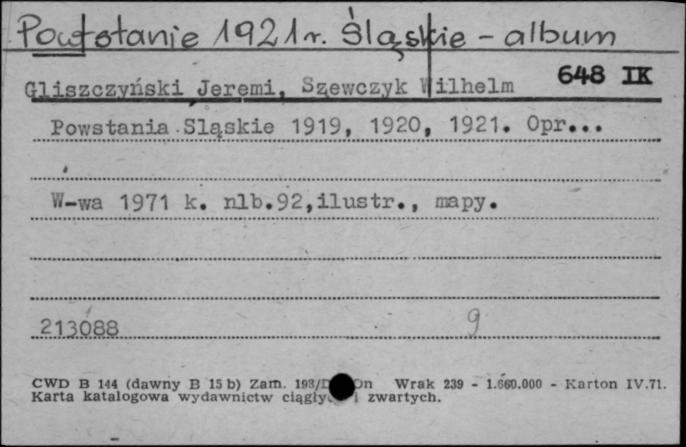 Powstanie 1921 r. Śląskie - album
648 IK
Gliszczyński Jeremi, Szewczyk Wilhelm
Powstania Śląskie 1919, 1920, 1921. Opr...
W-wa 1971 k. nlb.92,ilustr., mapy.
213088 9
CWD B 144 (dawny B 15 b) Zam. Wrak 239 - 1.660.000 - Karton IV.71.
Karta katalogowa wydawnictw i zwartych.